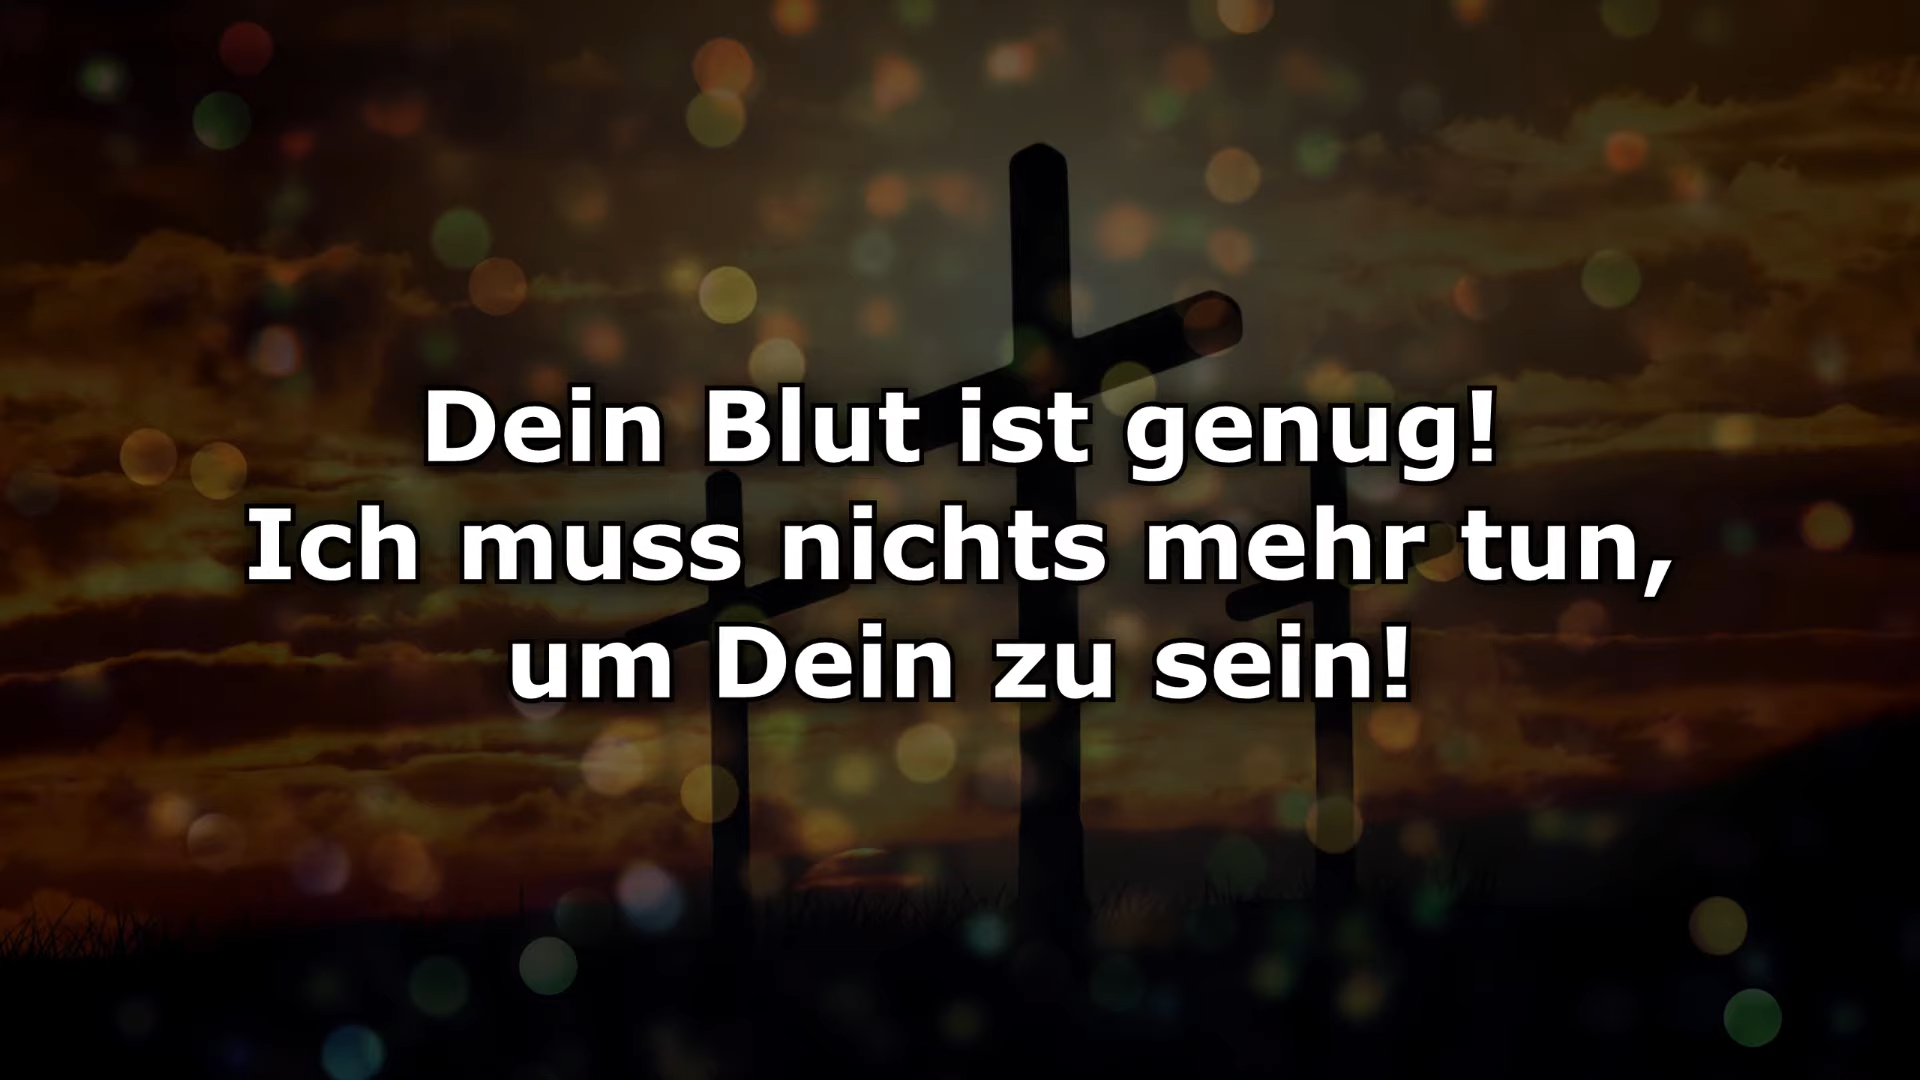 Dein Blut ist genug!
Ich muss nichts mehr tun,
um Dein zu sein!